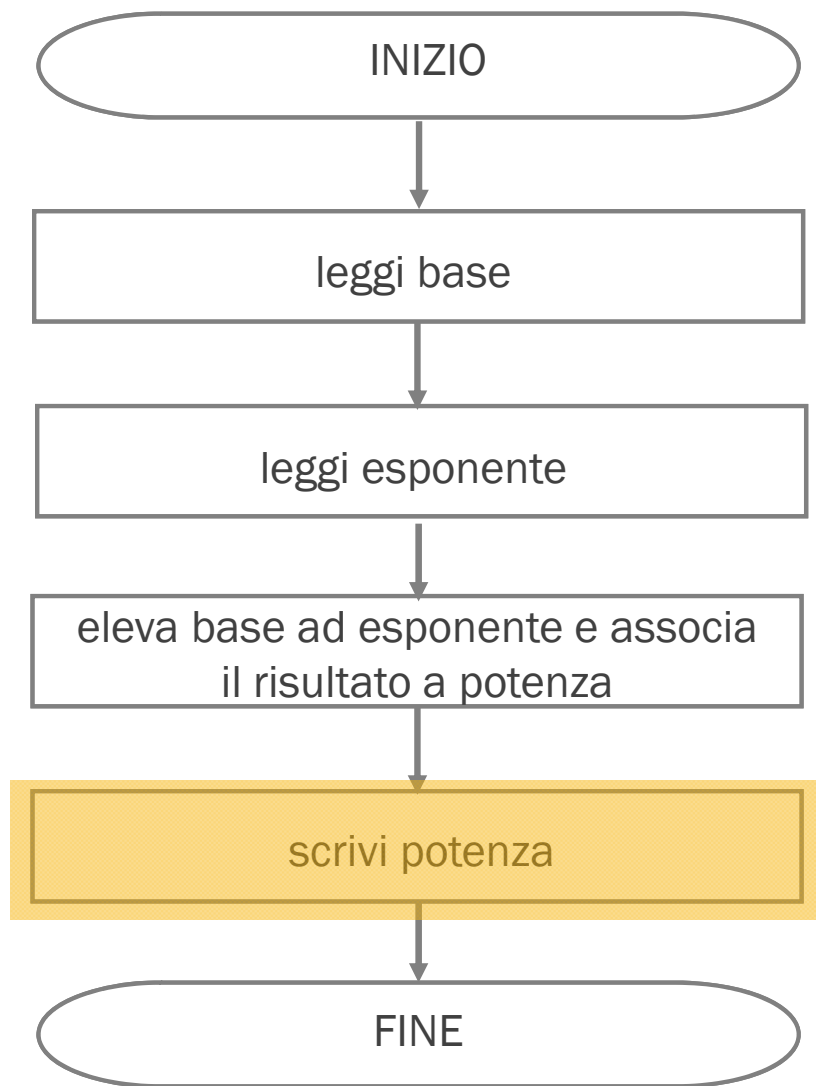 INIZIO
leggi base
leggi esponente
eleva base ad esponente e associa
il risultato a potenza
scrivi potenza
FINE